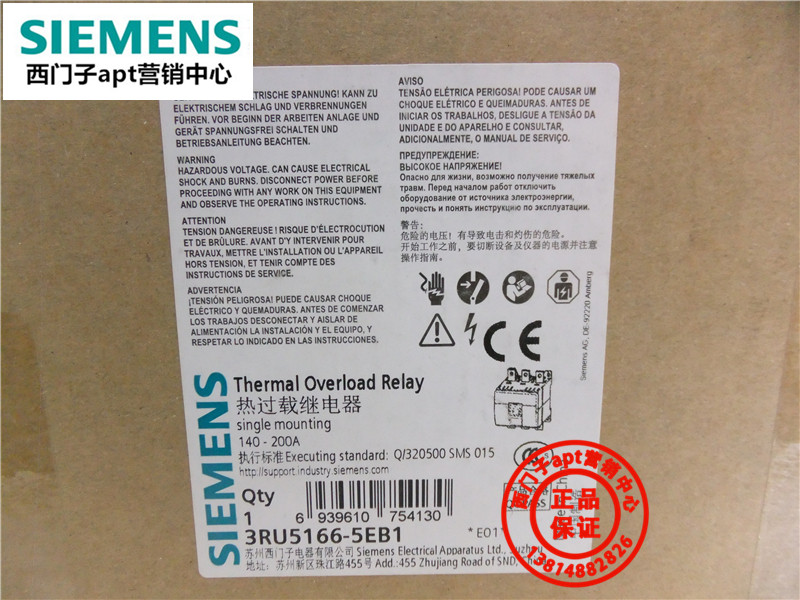 SIEMENS
西门子apt营销中心
RISCHE SPANNUNG! KANN ZU
ELEKTRISCHEM SCHLAG UND VERBRENNUNGEN
FÜHREN. VOR BEGINN DER ARBEITEN ANLAGE UND
GERÄT SPANNUNGSFREI SCHALTEN UND
BETRIEBSANLEITUNG BEACHTEN.
WARNING
HAZARDOUS VOLTAGE. CAN CAUSE ELECTRICAL
SHOCK AND BURNS. DISCONNECT POWER BEFORE
PROCEEDING WITH ANY WORK ON THIS EQUIPMENT
AND OBSERVE THE OPERATING INSTRUCTIONS.
ATTENTION
TENSION DANGEREUSE ! RISQUE D'ÉLECTROCUTION
ET DE BRÛLURE. AVANT D'Y INTERVENIR POUR
TRAVAUX, METTRE L'INSTALLATION OU L'APPAREIL
HORS TENSION, ET TENIR COMPTE DES
INSTRUCTIONS DE SERVICE.
ADVERTENCIA
¡TENSIÓN PELIGROSA! PUEDE CAUSAR CHOQUE
ELÉCTRICO Y QUEMADURAS. ANTES DE COMENZAR
LOS TRABAJOS DESCONECTAR Y AISLAR DE
ALIMENTACIÓN LA INSTALACIÓN Y EL EQUIPO, Y
RESPETAR LO INDICADO EN LAS INSTRUCCIONES.
AVISO
TENSÃO ELÉTRICA PERIGOSA! PODE CAUSAR UM
CHOQUE ELÉTRICO E QUEIMADURAS. ANTES DE
INICIAR OS TRABALHOS, DESLIGUE A TENSÃO DA
UNIDADE E DO APARELHO E CONSULTAR,
ADICIONALMENTE, O MANUAL DE SERVIÇO.
ПРЕДУПРЕЖДЕНИЕ:
ВЫСОКОЕ НАПРЯЖЕНИЕ!
Опасно для жизни, возможно получение тяжелых
травм. Перед началом работ отключить
оборудование от источника электроэнергии,
прочесть и понять инструкцию по эксплуатации.
警告:
危险的电压! 有导致电击和灼伤的危险。
开始工作之前，要切断设备及仪器的电源并注意
操作指南。
Siemens AG, DE-92220 Amberg
CE
SIEMENS
Thermal Overload Relay
热过载继电器
single mounting
140 - 200A
执行标准Executing standard: Q/320500 SMS 015
http://support.industry.siemens.com
Qty
1
6 939610 754130
3RU5166-5EB1
*E011
苏州西门子电器有限公司 Siemens Electrical Apparatus Ltd., Suzhou
地址:苏州新区珠江路455号 Add.:455 Zhujiang Road of SND,
西门子apt营销中心
正品
保证
13814882826